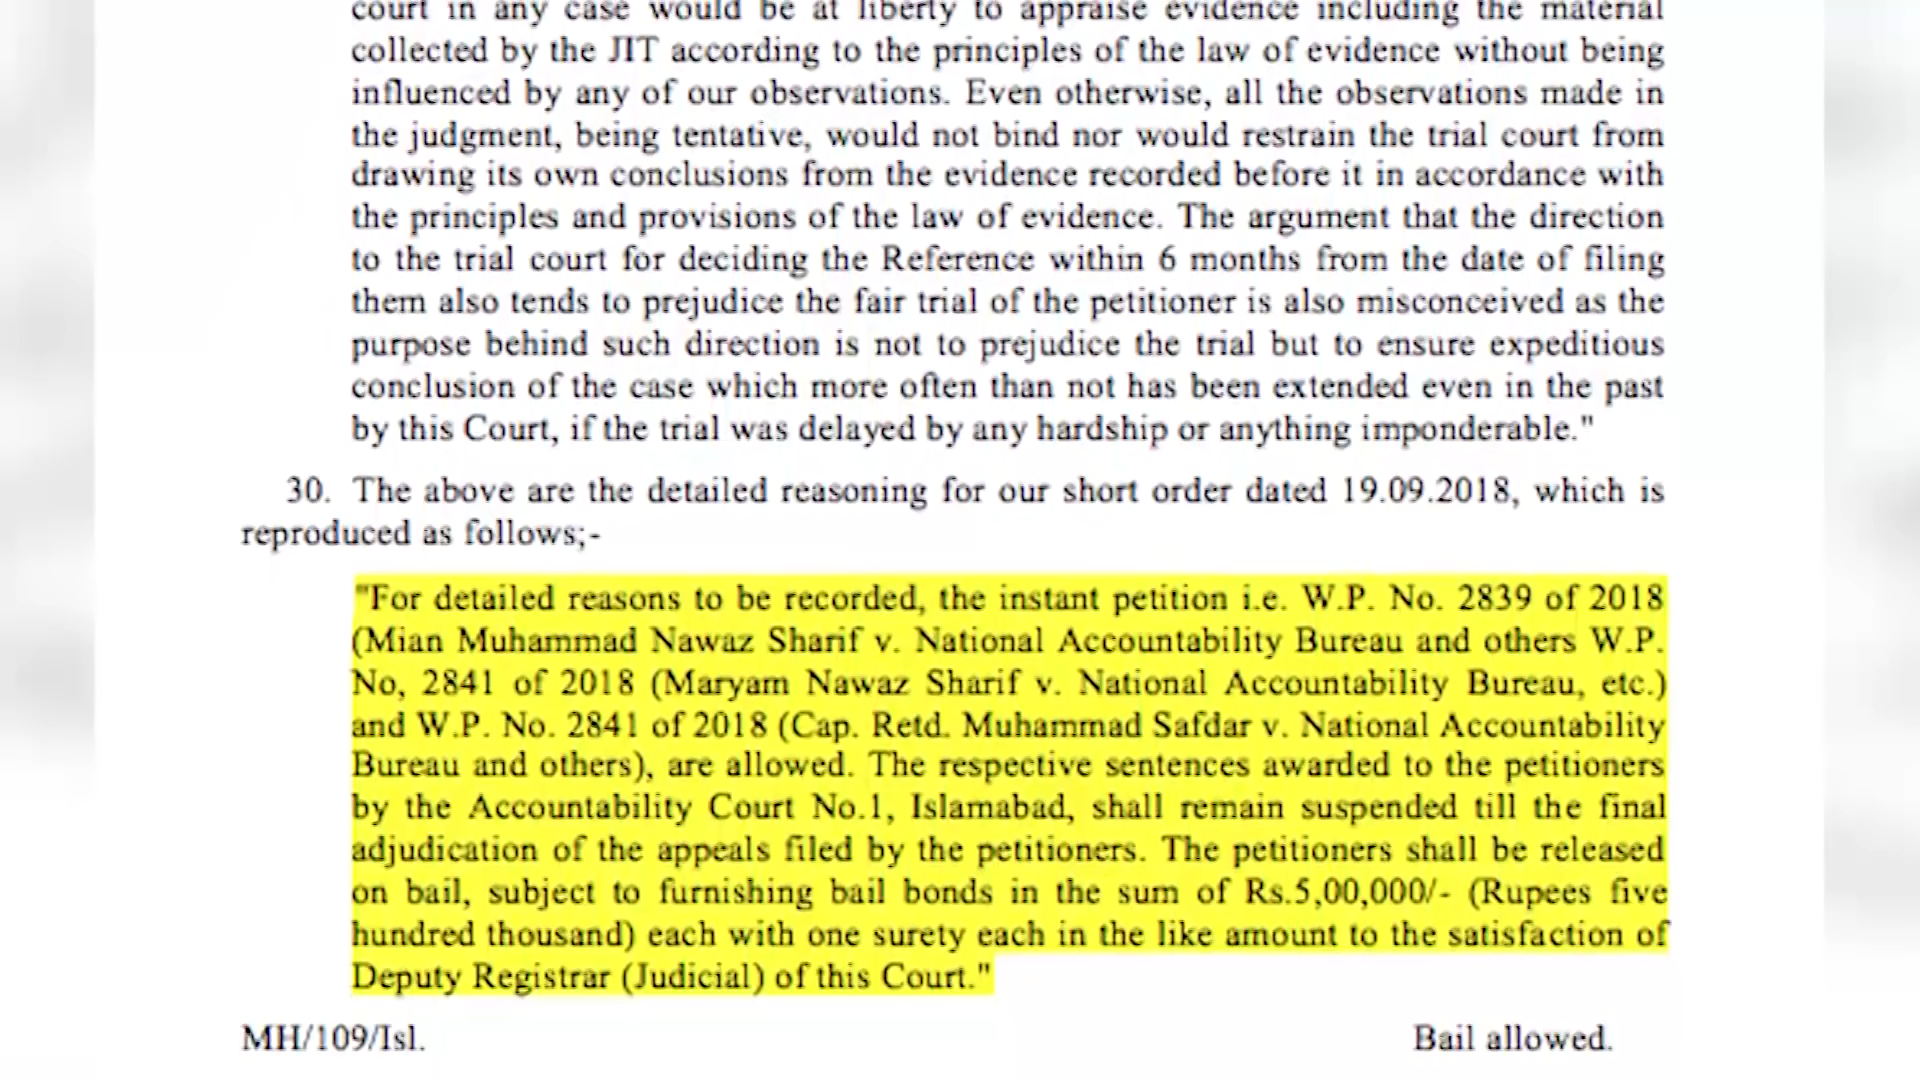 court in any case would be at liberty to appraise evidence including the material
collected by the JIT according to the principles of the law of evidence without being
influenced by any of our observations. Even otherwise, all the observations made in
the judgment, being tentative, would not bind nor would restrain the trial court from
drawing its own conclusions from the evidence recorded before it in accordance with
the principles and provisions of the law of evidence. The argument that the direction
to the trial court for deciding the Reference within 6 months from the date of filing
them also tends to prejudice the fair trial of the petitioner is also misconceived as the
purpose behind such direction is not to prejudice the trial but to ensure expeditious
conclusion of the case which more often than not has been extended even in the past
by this Court, if the trial was delayed by any hardship or anything imponderable."
30. The above are the detailed reasoning for our short order dated 19.09.2018, which is
reproduced as follows;-
"For detailed reasons to be recorded, the instant petition i.e. W.P. No. 2839 of 2018
(Mian Muhammad Nawaz Sharif v. National Accountability Bureau and others W.P.
No, 2841 of 2018 (Maryam Nawaz Sharif v. National Accountability Bureau, etc.)
and W.P. No. 2841 of 2018 (Cap. Retd. Muhammad Safdar v. National Accountability
Bureau and others), are allowed. The respective sentences awarded to the petitioners
by the Accountability Court No.1, Islamabad, shall remain suspended till the final
adjudication of the appeals filed by the petitioners. The petitioners shall be released
on bail, subject to furnishing bail bonds in the sum of Rs.5,00,000/- (Rupees five
hundred thousand) each with one surety each in the like amount to the satisfaction of
Deputy Registrar (Judicial) of this Court."
MH/109/Isl. Bail allowed.